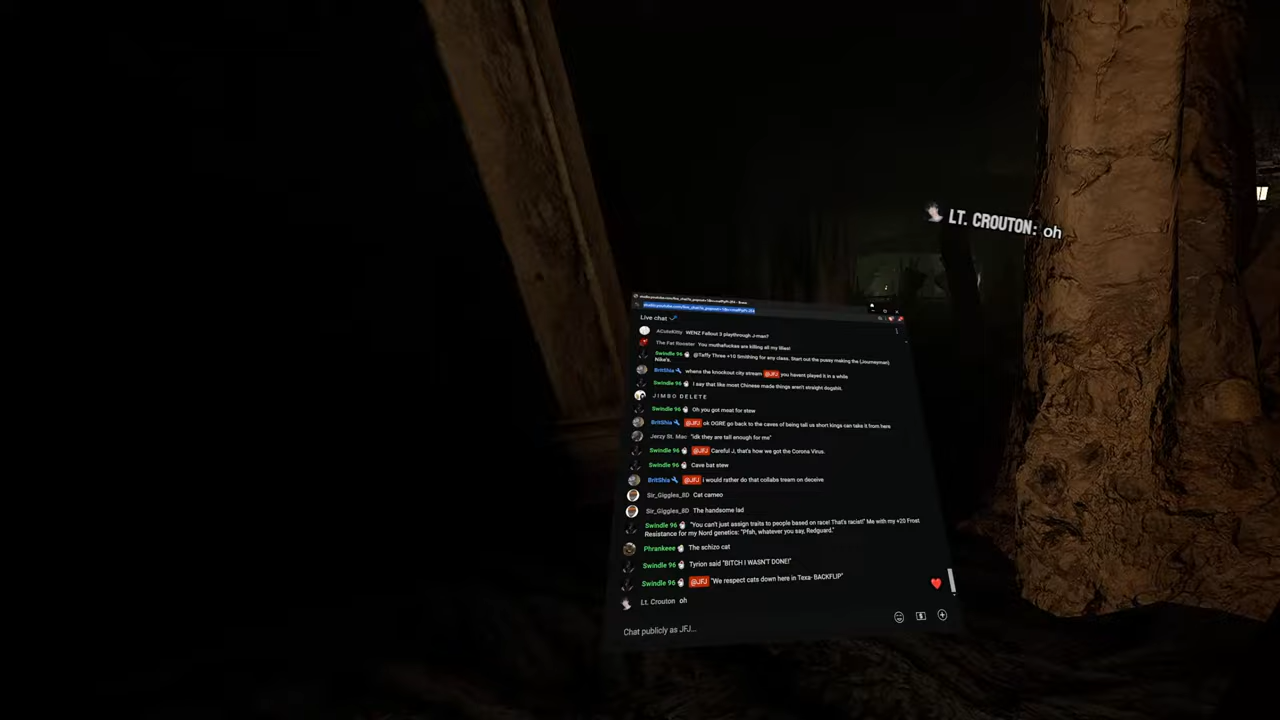 LT. CROUTON: oh
Live chat
ACuteKitty WENZ Fallout 3 playthrough J-man?
The Fat Rooster You muthafuckas are killing all my lilies!
Swindle 96 @Taffy Three +10 Smithing for any class. Start out the pussy making the (Journeyman)
Nike's.
BritShia whens the knockout city stream @JFJ you havent played it in a while
Swindle 96 I say that like most Chinese made things aren't straight dogshit.
JIMBO DELETE
Swindle 96 Oh you got meat for stew
BritShia @JFJ ok OGRE go back to the caves of being tall us short kings can take it from here
Jerzy St. Mac "idk they are tall enough for me"
Swindle 96 @JFJ Careful J, that's how we got the Corona Virus.
Swindle 96 Cave bat stew
BritShia @JFJ i would rather do that collabs tream on deceive
Sir_Giggles_8D Cat cameo
Sir_Giggles_8D The handsome lad
Swindle 96 "You can't just assign traits to people based on race! That's racist!" Me with my +20 Frost
Resistance for my Nord genetics: "Pfsh, whatever you say, Redguard."
Phrankeee The schizo cat
Swindle 96 Tyrion said "BITCH I WASN'T DONE!"
Swindle 96 @JFJ "We respect cats down here in Texa- BACKFLIP"
Lt. Crouton oh
Chat publicly as JFJ...